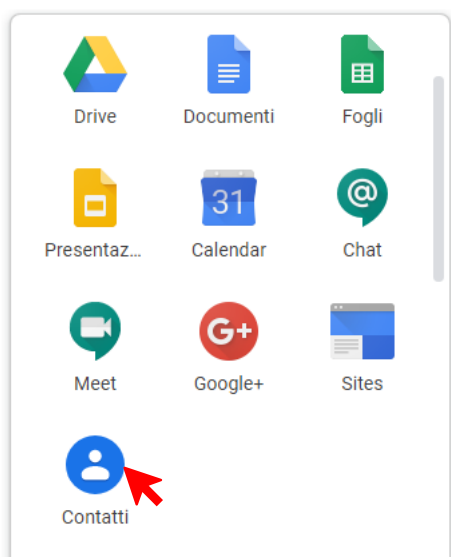 Drive Documenti Fogli
31 @
Presentaz... Calendar Chat
G+
Meet Google+ Sites
Contatti